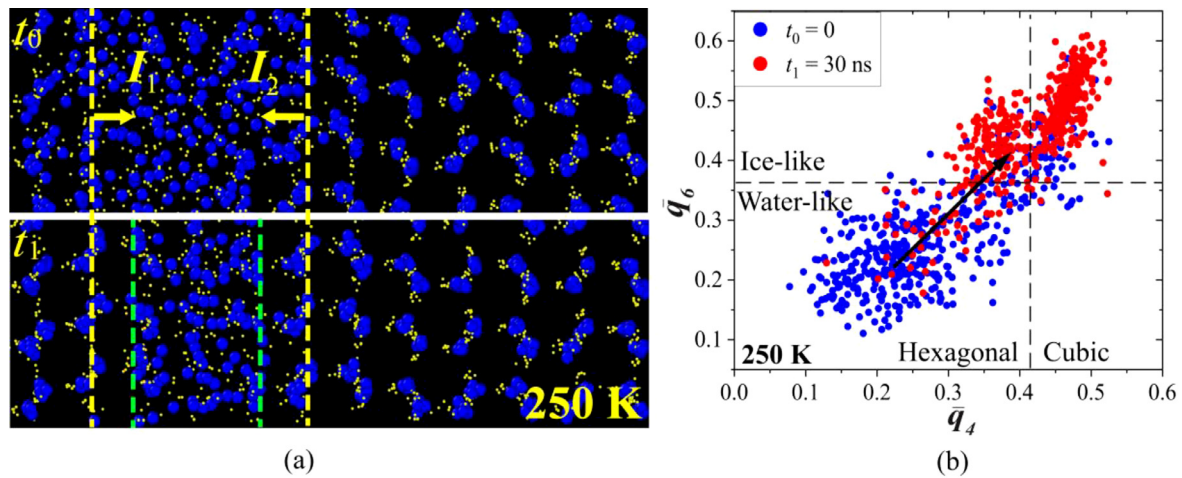 t₀
I₁
I₂
t₁
250 K
(a)
t₀ = 0
t₁ = 30 ns
Ice-like
Water-like
250 K
Hexagonal
Cubic
0.6
0.5
0.4
0.3
0.2
0.1
q̄₆
0.0 0.1 0.2 0.3 0.4 0.5 0.6
q̄₄
(b)